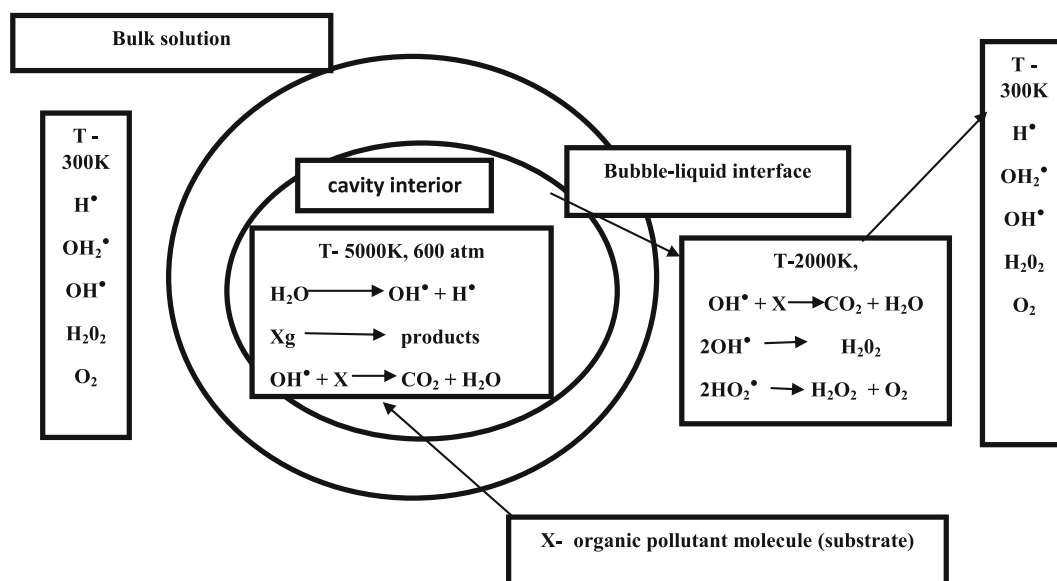 Bulk solution
T -
300K
H•
OH₂•
OH•
H₂0₂
O₂
cavity interior
T- 5000K, 600 atm
H₂O → OH• + H•
Xg → products
OH• + X → CO₂ + H₂O
Bubble-liquid interface
T-2000K,
OH• + X → CO₂ + H₂O
2OH• → H₂0₂
2HO₂• → H₂O₂ + O₂
T -
300K
H•
OH₂•
OH•
H₂0₂
O₂
X- organic pollutant molecule (substrate)